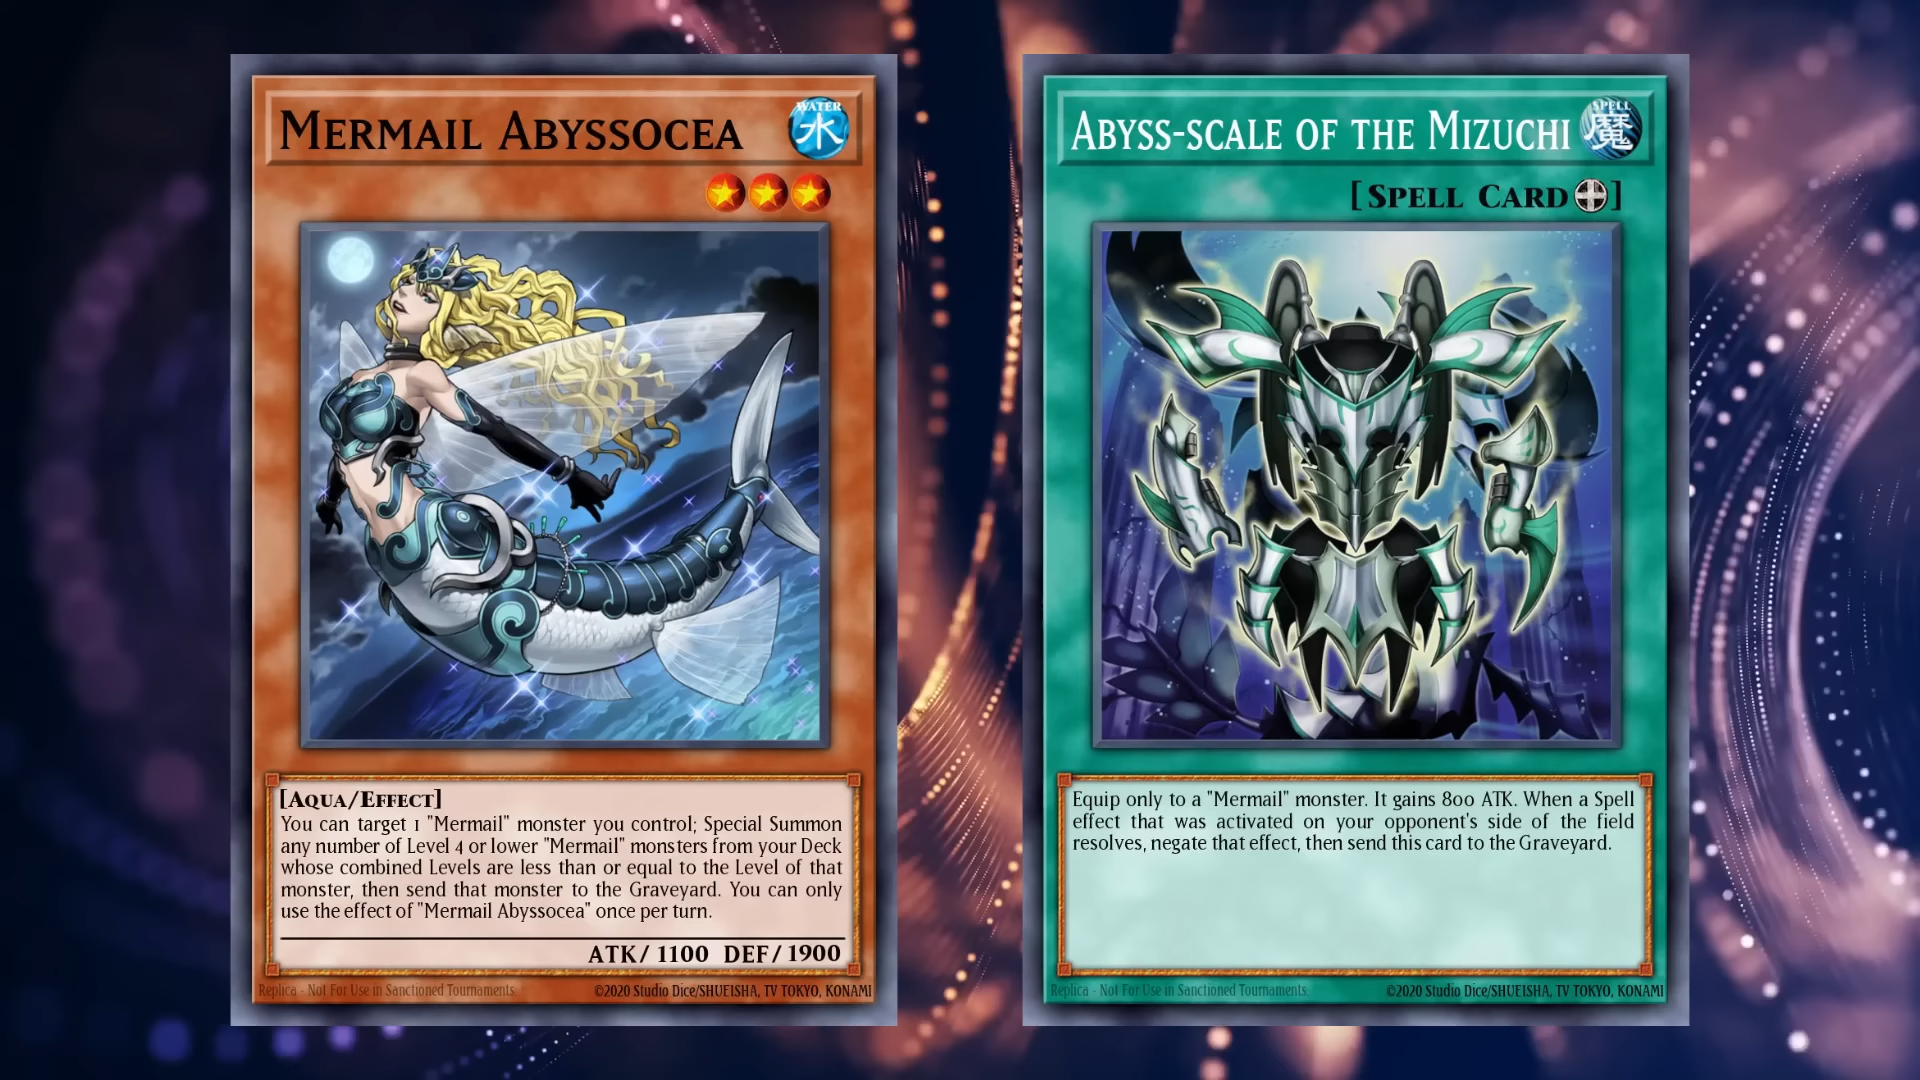 MERMAIL ABYSSOCEA
WATER
水
[AQUA/EFFECT]
You can target 1 "Mermail" monster you control; Special Summon
any number of Level 4 or lower "Mermail" monsters from your Deck
whose combined Levels are less than or equal to the Level of that
monster, then send that monster to the Graveyard. You can only
use the effect of "Mermail Abyssocea" once per turn.
ATK/ 1100 DEF/ 1900
Replica - Not For Use in Sanctioned Tournaments.
©2020 Studio Dice/SHUEISHA, TV TOKYO, KONAMI
ABYSS-SCALE OF THE MIZUCHI
SPELL
魔
[SPELL CARD]
Equip only to a "Mermail" monster. It gains 800 ATK. When a Spell
effect that was activated on your opponent's side of the field
resolves, negate that effect, then send this card to the Graveyard.
Replica - Not For Use in Sanctioned Tournaments.
©2020 Studio Dice/SHUEISHA, TV TOKYO, KONAMI